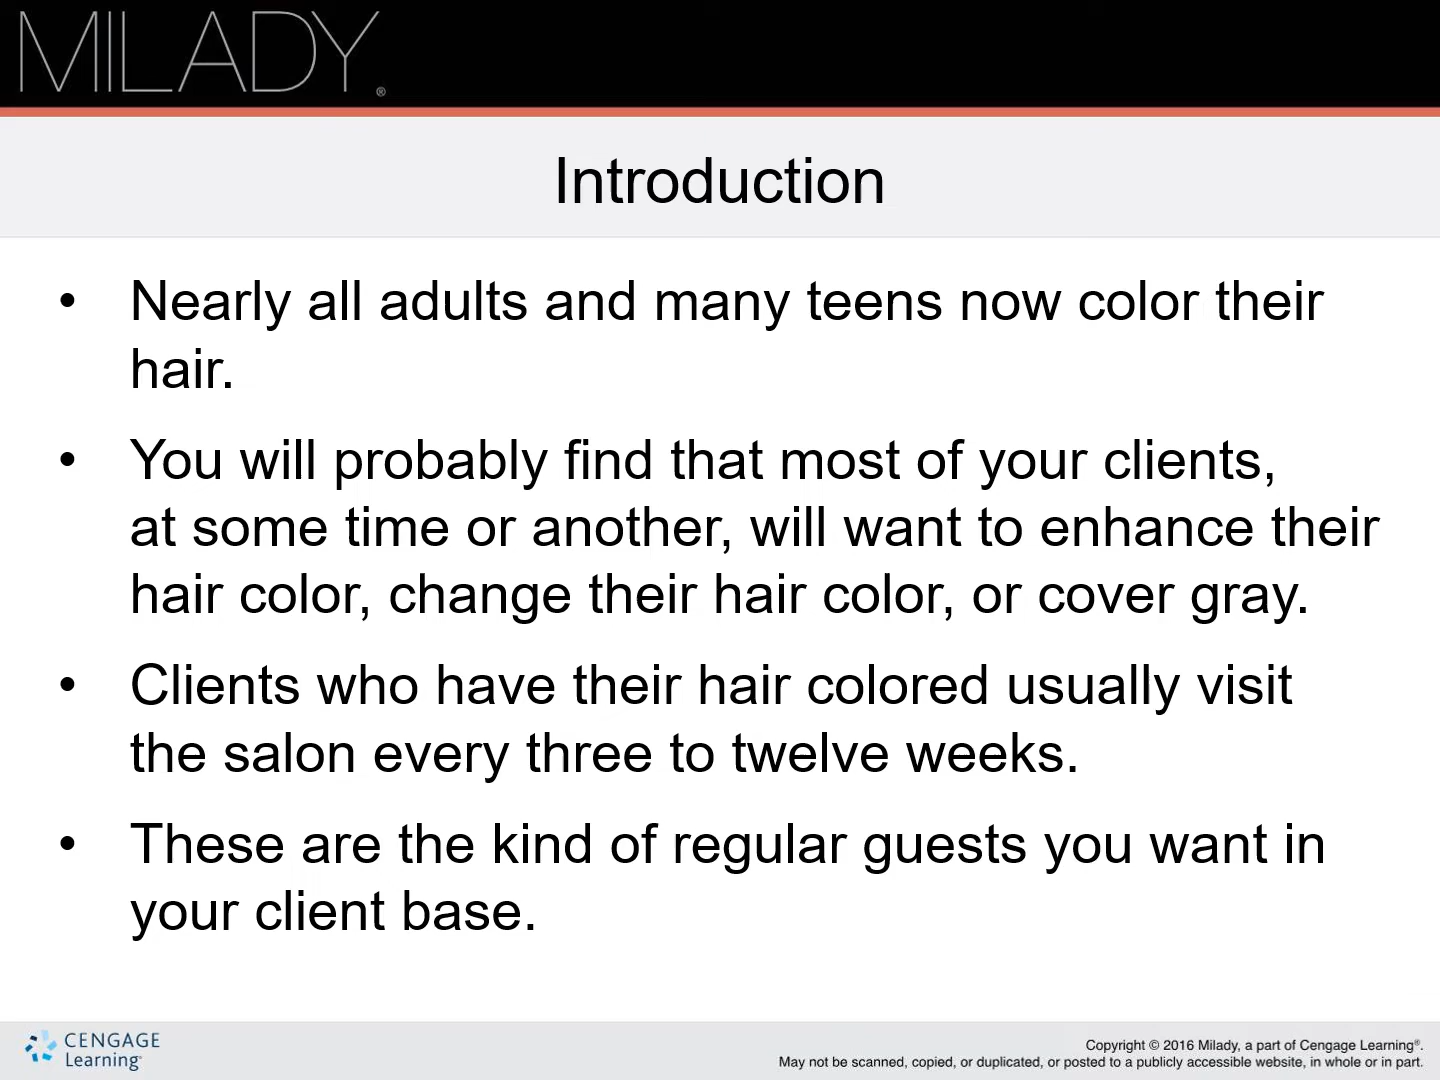 MILADY®
Introduction
• Nearly all adults and many teens now color their
hair.
• You will probably find that most of your clients,
at some time or another, will want to enhance their
hair color, change their hair color, or cover gray.
• Clients who have their hair colored usually visit
the salon every three to twelve weeks.
• These are the kind of regular guests you want in
your client base.
CENGAGE
Learning®
Copyright © 2016 Milady, a part of Cengage Learning®.
May not be scanned, copied, or duplicated, or posted to a publicly accessible website, in whole or in part.